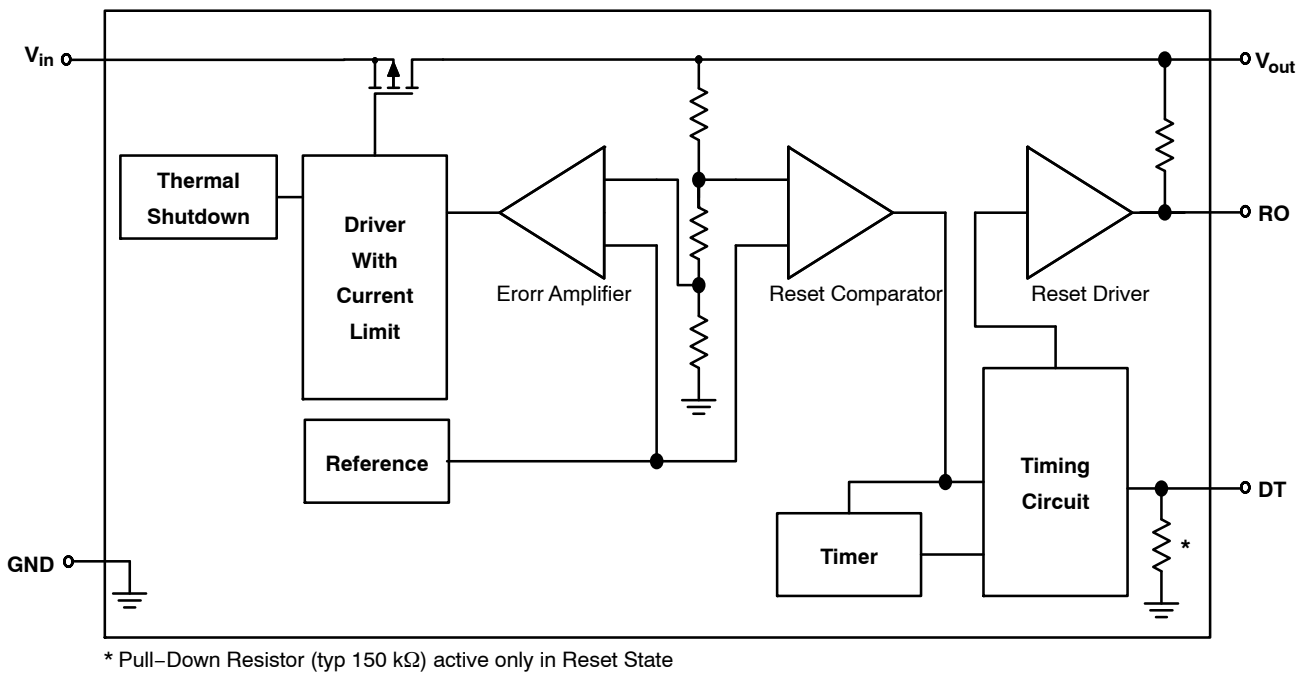 Vin
Vout
Thermal
Shutdown
Driver
With
Current
Limit
Erorr Amplifier
Reset Comparator
Reset Driver
RO
Reference
Timing
Circuit
DT
Timer
*
GND
* Pull−Down Resistor (typ 150 kΩ) active only in Reset State